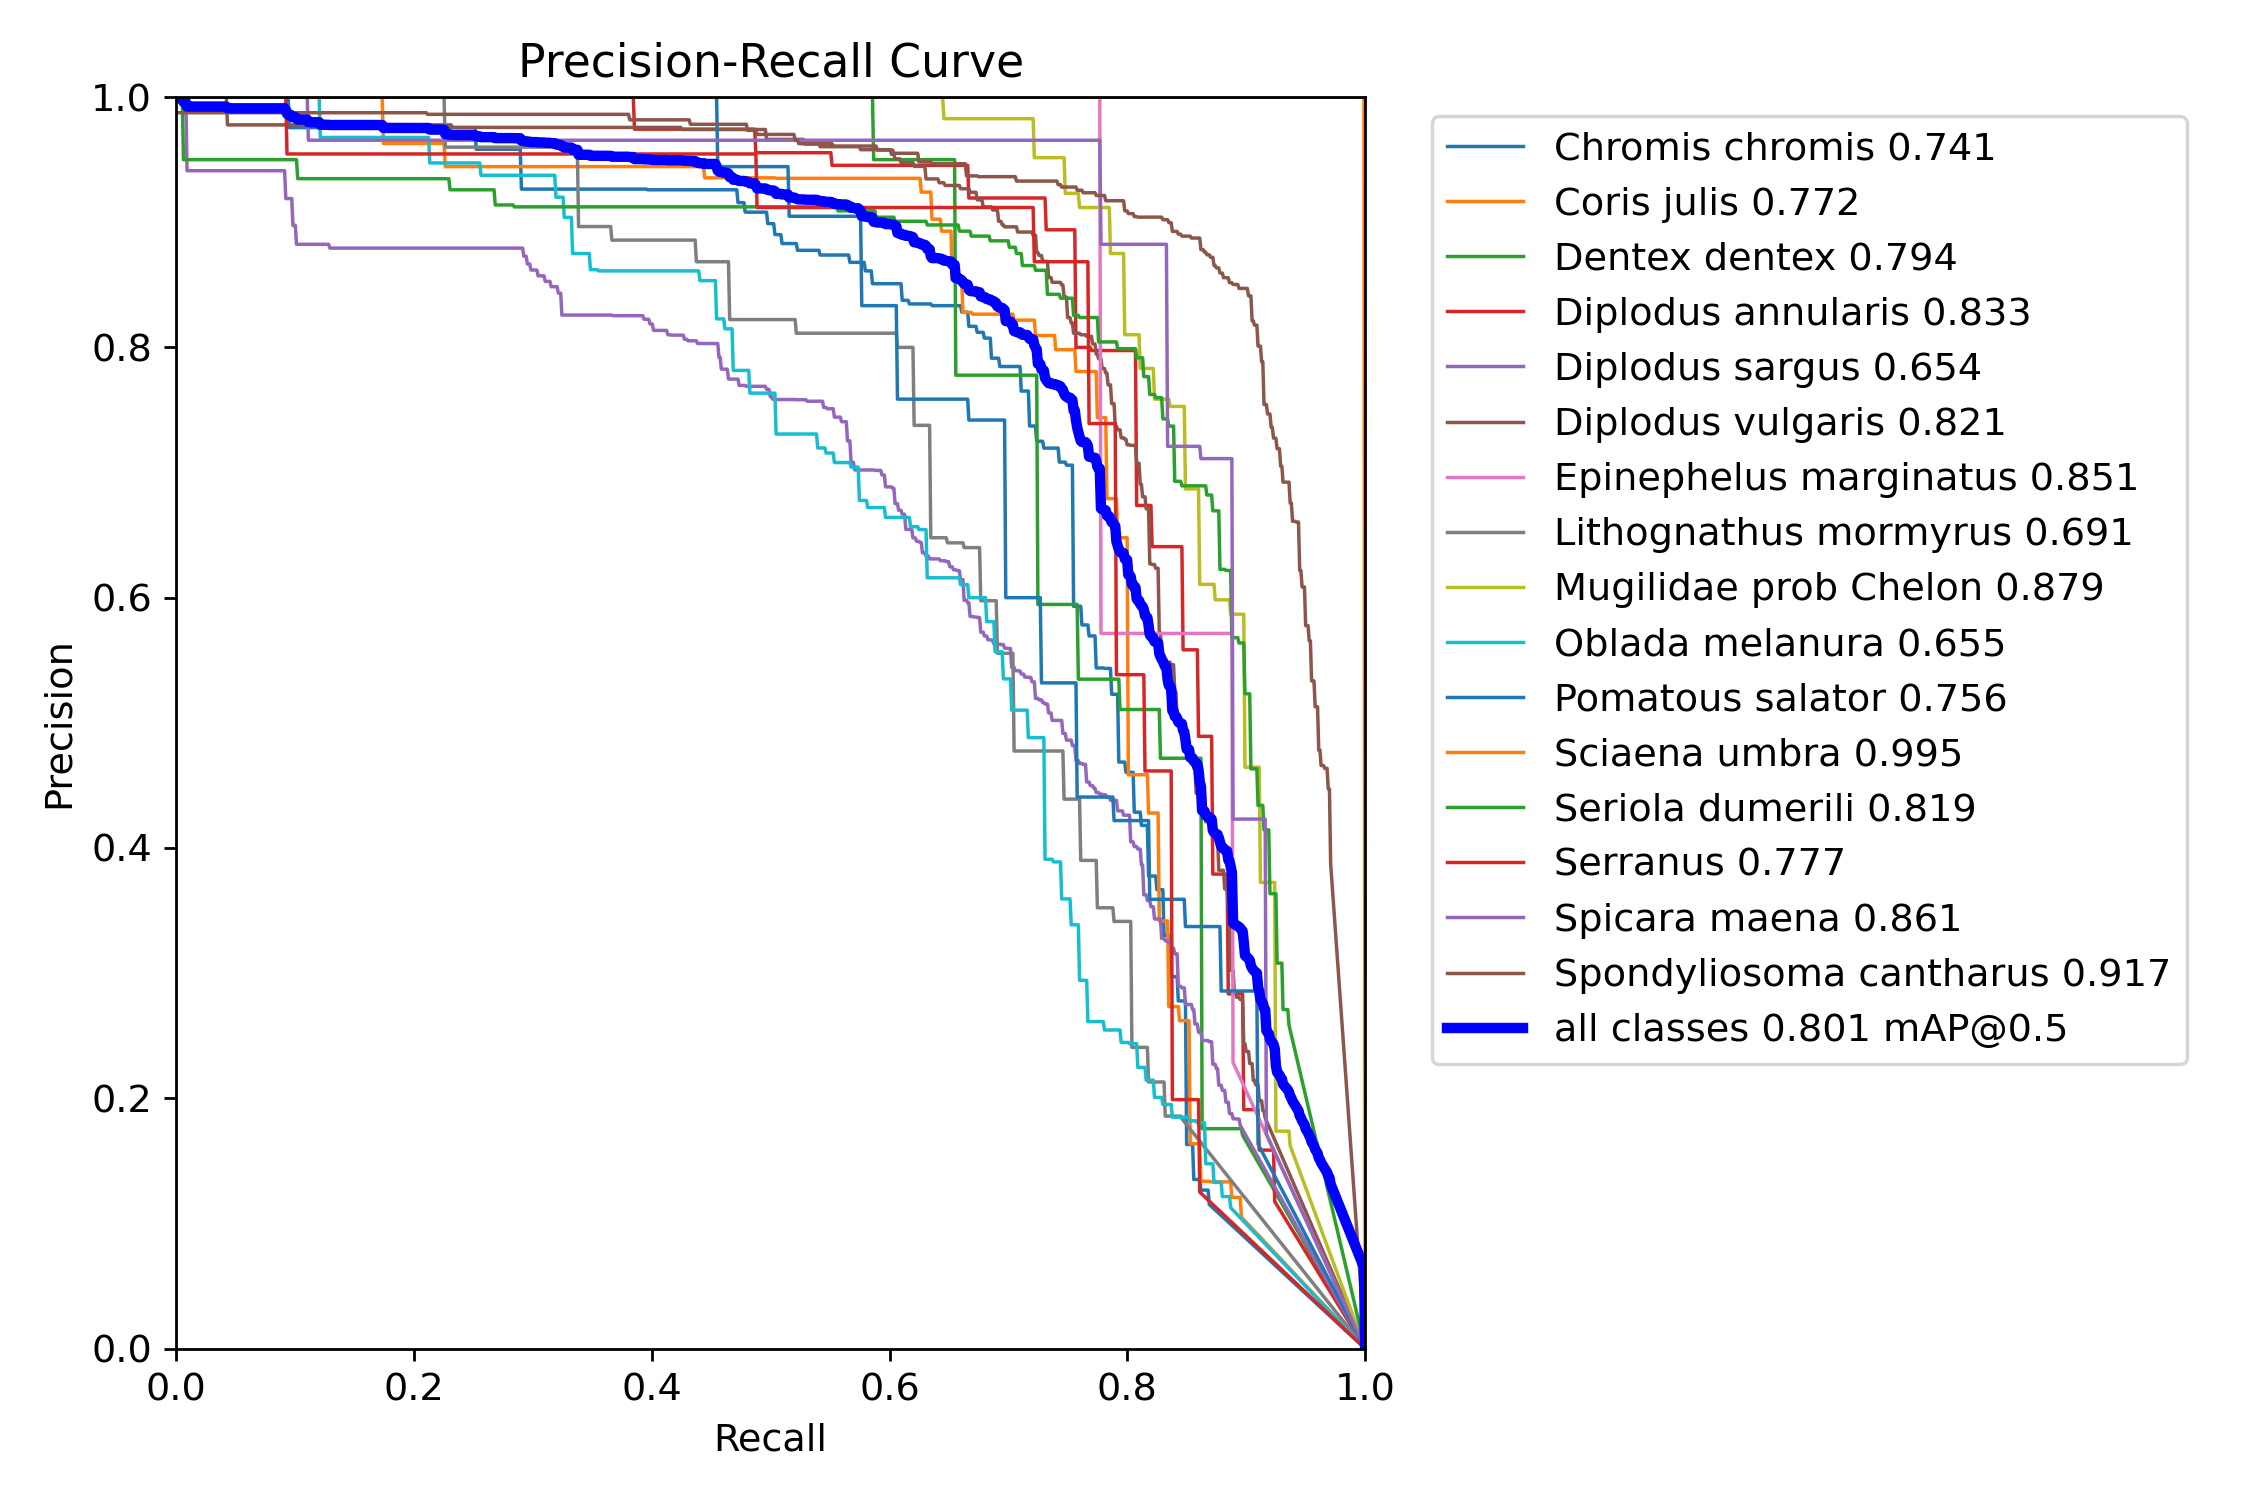 Precision-Recall Curve
1.0
0.8
0.6
0.4
0.2
0.0
Precision
0.0 0.2 0.4 0.6 0.8 1.0
Recall
Chromis chromis 0.741
Coris julis 0.772
Dentex dentex 0.794
Diplodus annularis 0.833
Diplodus sargus 0.654
Diplodus vulgaris 0.821
Epinephelus marginatus 0.851
Lithognathus mormyrus 0.691
Mugilidae prob Chelon 0.879
Oblada melanura 0.655
Pomatous salator 0.756
Sciaena umbra 0.995
Seriola dumerili 0.819
Serranus 0.777
Spicara maena 0.861
Spondyliosoma cantharus 0.917
all classes 0.801 mAP@0.5